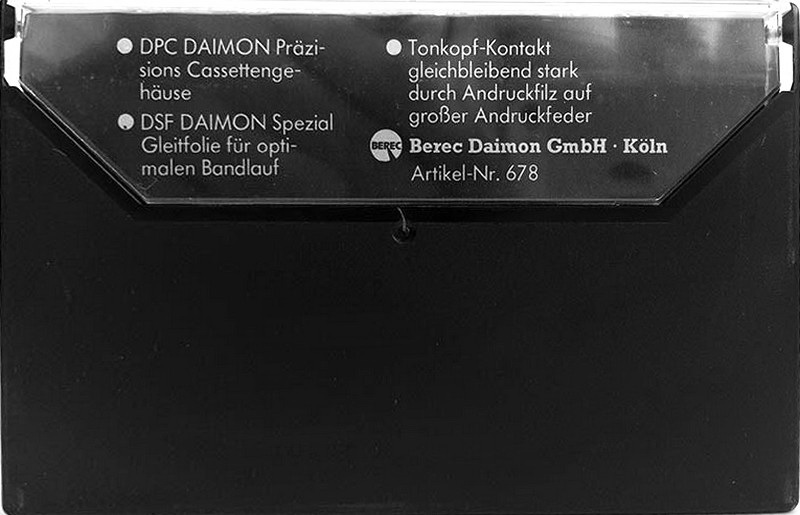 DPC DAIMON Präzi-
sions Cassettenge-
häuse
DSF DAIMON Spezial
Gleitfolie für opti-
malen Bandlauf
Tonkopf-Kontakt
gleichbleibend stark
durch Andruckfilz auf
großer Andruckfeder
BEREC Berec Daimon GmbH · Köln
Artikel-Nr. 678